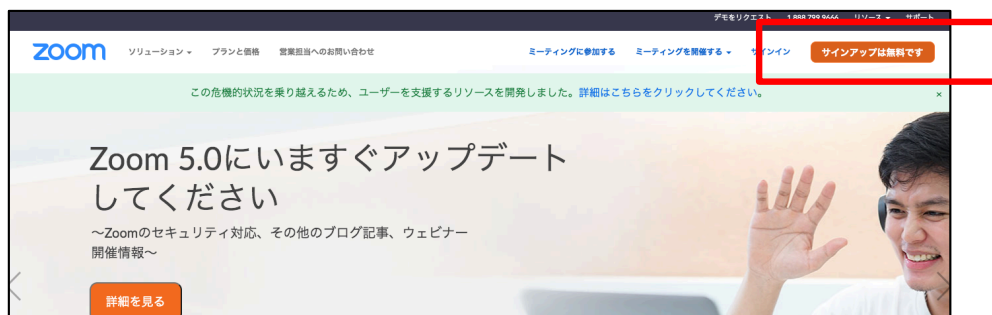 デモをリクエスト 1.888.799.9666 リソース サポート
zoom ソリューション プランと価格 営業担当へのお問い合わせ ミーティングに参加する ミーティングを開催する サインイン サインアップは無料です
この危機的状況を乗り越えるため、ユーザーを支援するリソースを開発しました。詳細はこちらをクリックしてください。 ×
Zoom 5.0にいますぐアップデート
してください
～Zoomのセキュリティ対応、その他のブログ記事、ウェビナー
開催情報～
詳細を見る